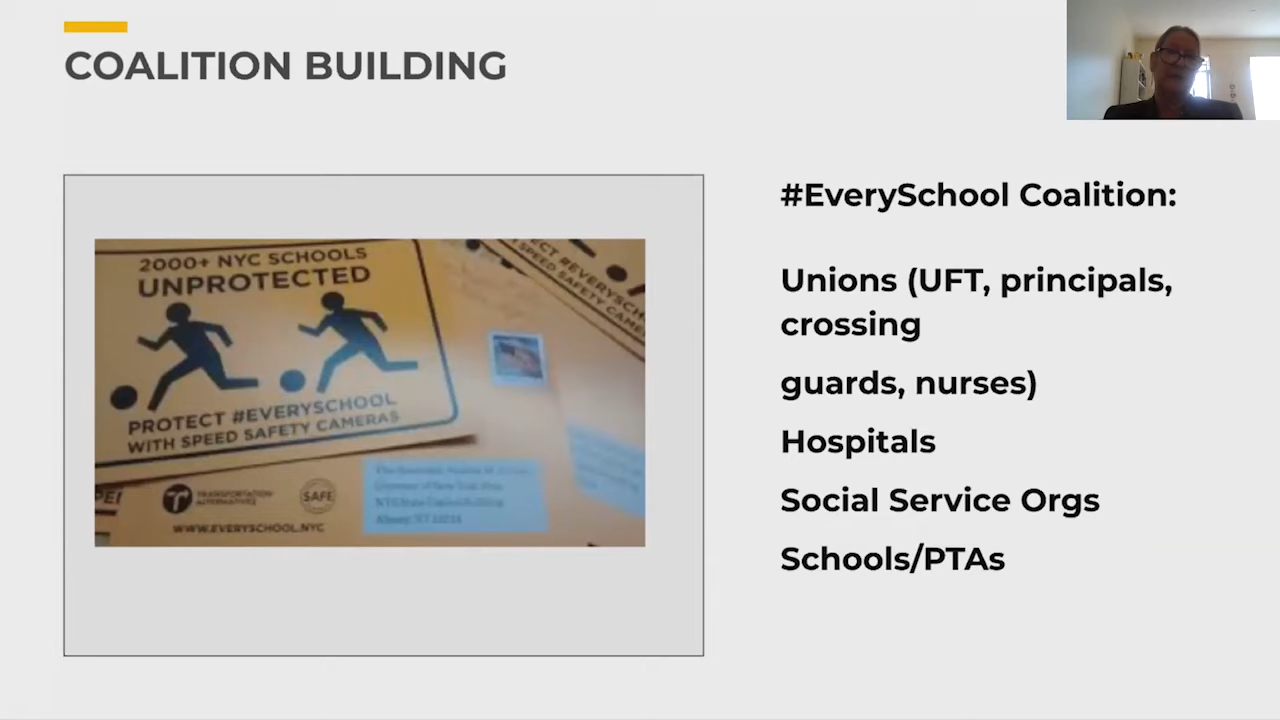 COALITION BUILDING
2000+ NYC SCHOOLS
UNPROTECTED
PROTECT #EVERYSCHOOL
WITH SPEED SAFETY CAMERAS
TRANSPORTATION
ALTERNATIVES
SAFE
WWW.EVERYSCHOOL.NYC
#EverySchool Coalition:
Unions (UFT, principals,
crossing
guards, nurses)
Hospitals
Social Service Orgs
Schools/PTAs